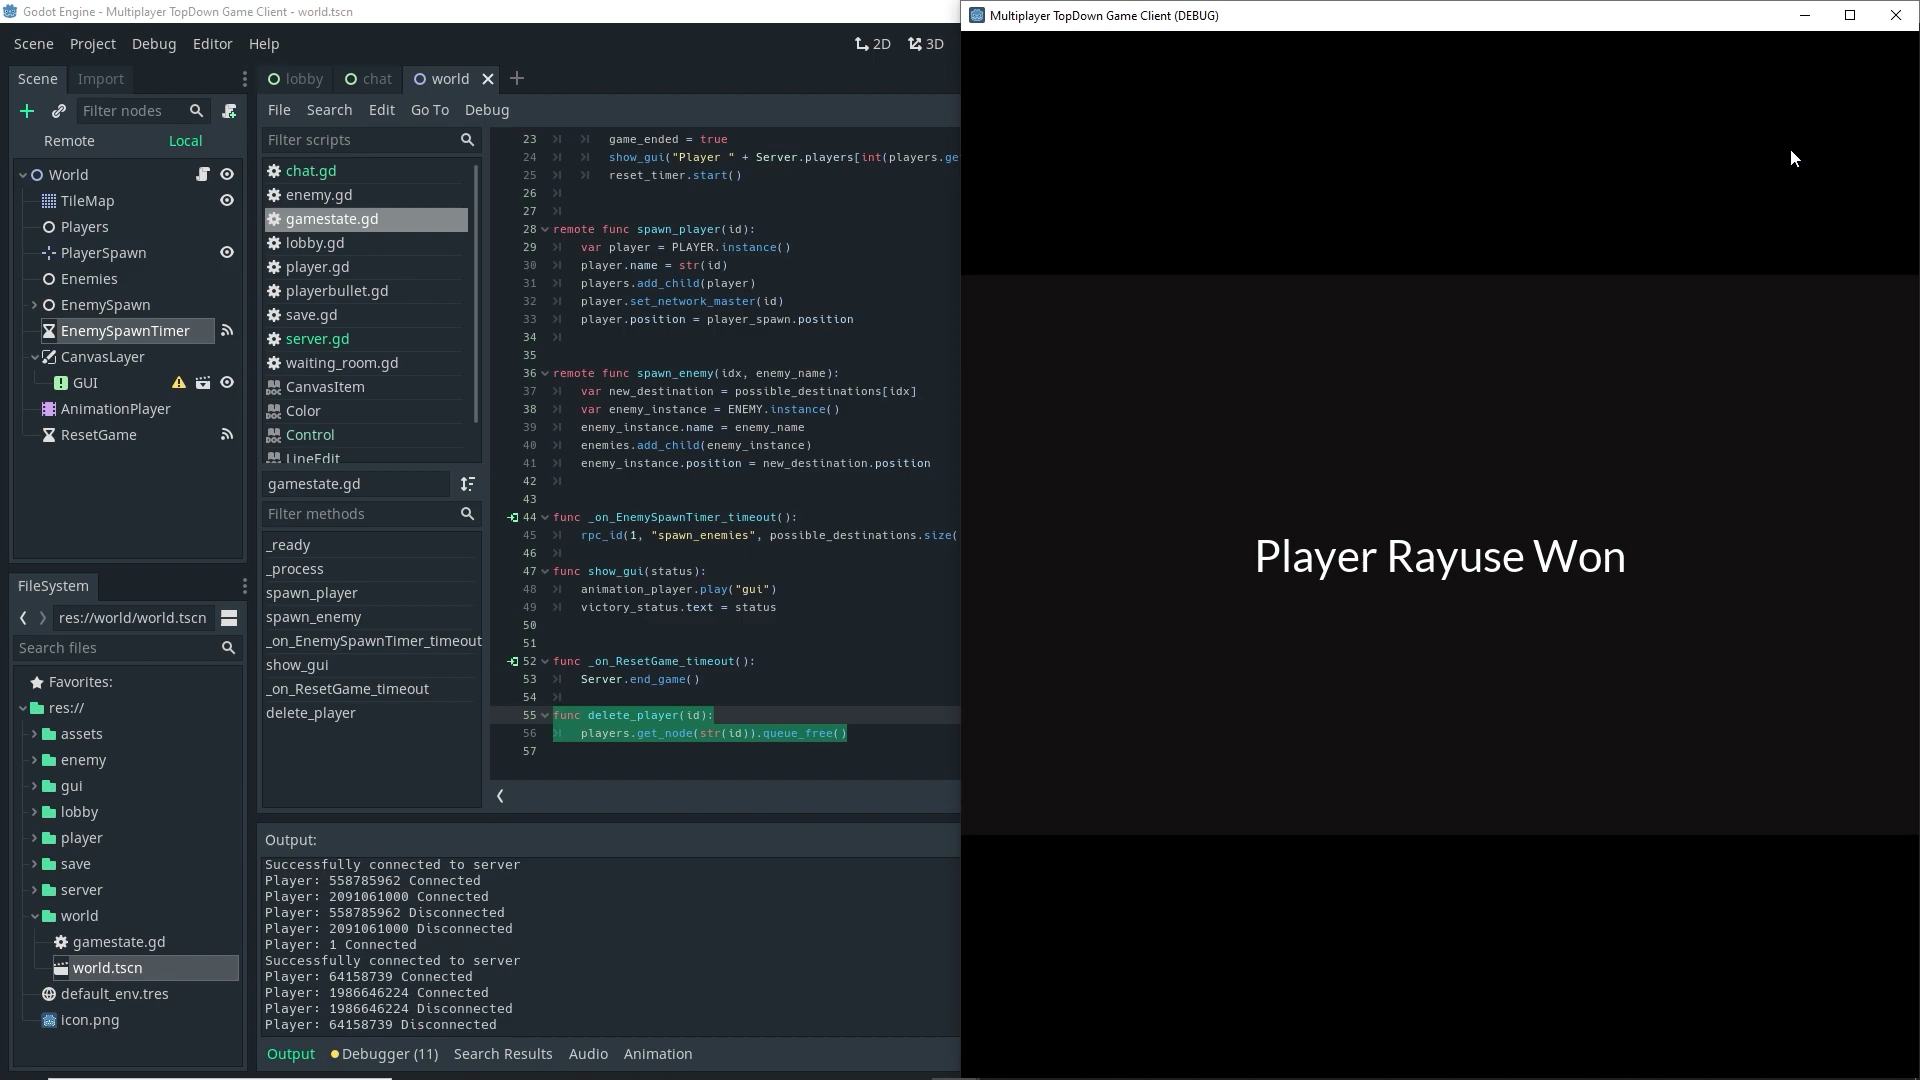 Godot Engine - Multiplayer TopDown Game Client - world.tscn
Scene Project Debug Editor Help
2D 3D
Scene Import
Filter nodes
Remote Local
World
TileMap
Players
PlayerSpawn
Enemies
EnemySpawn
EnemySpawnTimer
CanvasLayer
GUI
AnimationPlayer
ResetGame
FileSystem
res://world/world.tscn
Search files
Favorites:
res://
assets
enemy
gui
lobby
player
save
server
world
gamestate.gd
world.tscn
default_env.tres
icon.png
lobby chat world
File Search Edit Go To Debug
Filter scripts
chat.gd
enemy.gd
gamestate.gd
lobby.gd
player.gd
playerbullet.gd
save.gd
server.gd
waiting_room.gd
CanvasItem
Color
Control
LineEdit
gamestate.gd
Filter methods
_ready
_process
spawn_player
spawn_enemy
_on_EnemySpawnTimer_timeout
show_gui
_on_ResetGame_timeout
delete_player
23 game_ended = true
24 show_gui("Player " + Server.players[int(players.ge
25 reset_timer.start()
26
27
28 remote func spawn_player(id):
29 var player = PLAYER.instance()
30 player.name = str(id)
31 players.add_child(player)
32 player.set_network_master(id)
33 player.position = player_spawn.position
34
35
36 remote func spawn_enemy(idx, enemy_name):
37 var new_destination = possible_destinations[idx]
38 var enemy_instance = ENEMY.instance()
39 enemy_instance.name = enemy_name
40 enemies.add_child(enemy_instance)
41 enemy_instance.position = new_destination.position
42
43
44 func _on_EnemySpawnTimer_timeout():
45 rpc_id(1, "spawn_enemies", possible_destinations.size(
46
47 func show_gui(status):
48 animation_player.play("gui")
49 victory_status.text = status
50
51
52 func _on_ResetGame_timeout():
53 Server.end_game()
54
55 func delete_player(id):
56 players.get_node(str(id)).queue_free()
57
Output:
Successfully connected to server
Player: 558785962 Connected
Player: 2091061000 Connected
Player: 558785962 Disconnected
Player: 2091061000 Disconnected
Player: 1 Connected
Successfully connected to server
Player: 64158739 Connected
Player: 1986646224 Connected
Player: 1986646224 Disconnected
Player: 64158739 Disconnected
Output Debugger (11) Search Results Audio Animation
Multiplayer TopDown Game Client (DEBUG)
Player Rayuse Won